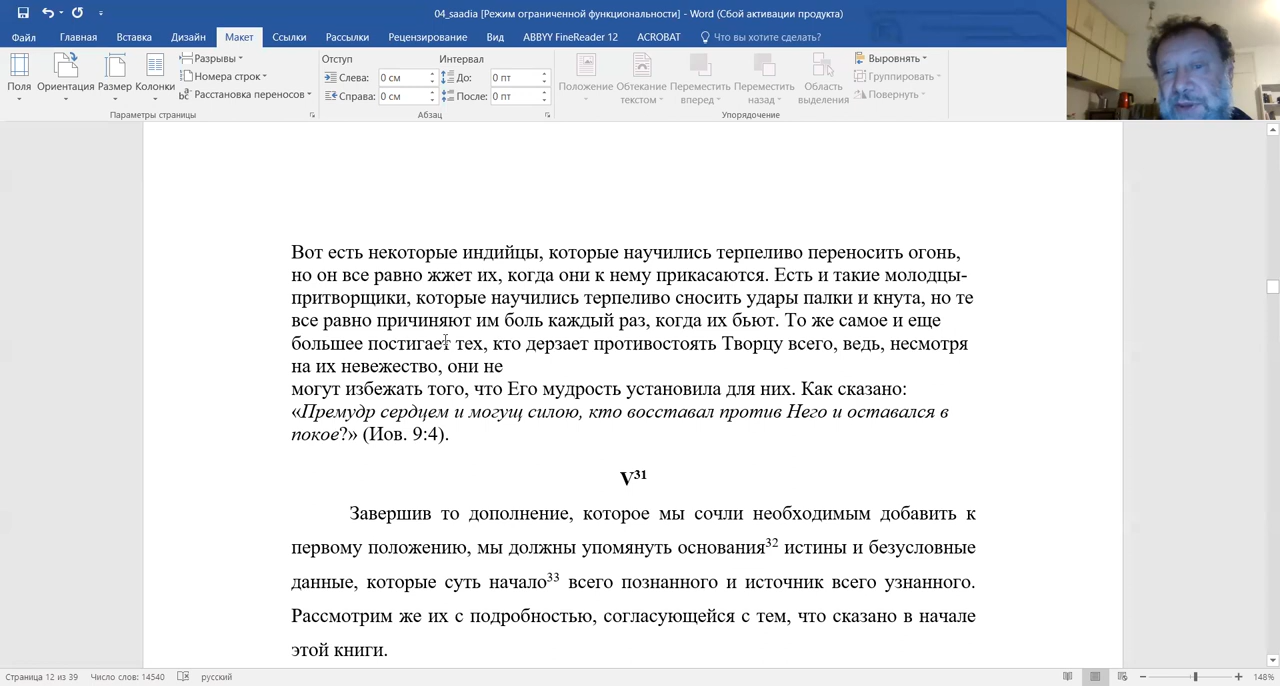 04_saadia [Режим ограниченной функциональности] - Word (Сбой активации продукта)
Файл Главная Вставка Дизайн Макет Ссылки Рассылки Рецензирование Вид ABBYY FineReader 12 ACROBAT Что вы хотите сделать?
Поля Ориентация Размер Колонки
Разрывы
Номера строк
Расстановка переносов
Параметры страницы
Отступ Интервал
Слева: 0 см До: 0 пт
Справа: 0 см После: 0 пт
Абзац
Положение Обтекание текстом Переместить вперед Переместить назад Область выделения
Выровнять
Группировать
Повернуть
Упорядочение
Вот есть некоторые индийцы, которые научились терпеливо переносить огонь,
но он все равно жжет их, когда они к нему прикасаются. Есть и такие молодцы-
притворщики, которые научились терпеливо сносить удары палки и кнута, но те
все равно причиняют им боль каждый раз, когда их бьют. То же самое и еще
большее постигает тех, кто дерзает противостоять Творцу всего, ведь, несмотря
на их невежество, они не
могут избежать того, что Его мудрость установила для них. Как сказано:
«Премудр сердцем и могущ силою, кто восставал против Него и оставался в
покое?» (Иов. 9:4).
V³¹
Завершив то дополнение, которое мы сочли необходимым добавить к
первому положению, мы должны упомянуть основания³² истины и безусловные
данные, которые суть начало³³ всего познанного и источник всего узнанного.
Рассмотрим же их с подробностью, согласующейся с тем, что сказано в начале
этой книги.
Страница 12 из 39 Число слов: 14540 русский 148%